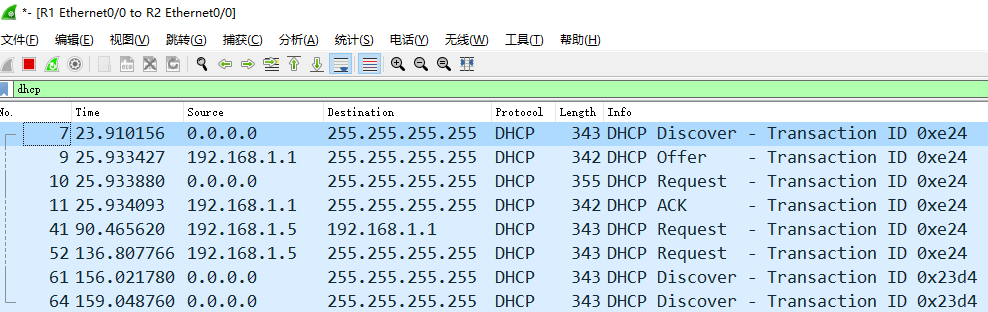 *- [R1 Ethernet0/0 to R2 Ethernet0/0]
文件(F) 编辑(E) 视图(V) 跳转(G) 捕获(C) 分析(A) 统计(S) 电话(Y) 无线(W) 工具(T) 帮助(H)
dhcp
No. Time Source Destination Protocol Length Info
7 23.910156 0.0.0.0 255.255.255.255 DHCP 343 DHCP Discover - Transaction ID 0xe24
9 25.933427 192.168.1.1 255.255.255.255 DHCP 342 DHCP Offer - Transaction ID 0xe24
10 25.933880 0.0.0.0 255.255.255.255 DHCP 355 DHCP Request - Transaction ID 0xe24
11 25.934093 192.168.1.1 255.255.255.255 DHCP 342 DHCP ACK - Transaction ID 0xe24
41 90.465620 192.168.1.5 192.168.1.1 DHCP 343 DHCP Request - Transaction ID 0xe24
52 136.807766 192.168.1.5 255.255.255.255 DHCP 343 DHCP Request - Transaction ID 0xe24
61 156.021780 0.0.0.0 255.255.255.255 DHCP 343 DHCP Discover - Transaction ID 0x23d4
64 159.048760 0.0.0.0 255.255.255.255 DHCP 343 DHCP Discover - Transaction ID 0x23d4